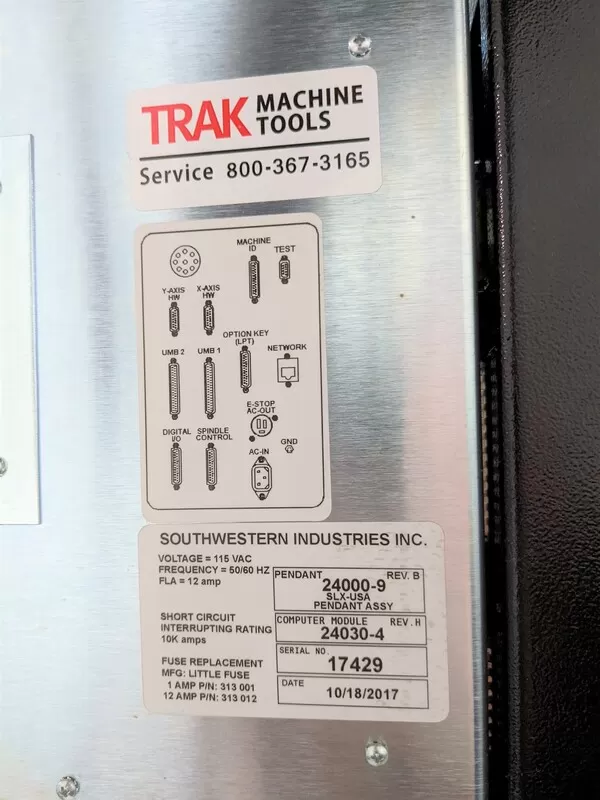 TRAK MACHINE
TOOLS
Service 800-367-3165
MACHINE
ID
TEST
Y-AXIS
HW
X-AXIS
HW
OPTION KEY
(LPT)
UMB 2
UMB 1
NETWORK
E-STOP
AC-OUT
DIGITAL
I/O
SPINDLE
CONTROL
GND
AC-IN
SOUTHWESTERN INDUSTRIES INC.
VOLTAGE = 115 VAC
FREQUENCY = 50/60 HZ
FLA = 12 amp
PENDANT REV. B
24000-9
SLX-USA
PENDANT ASSY
SHORT CIRCUIT
INTERRUPTING RATING
10K amps
COMPUTER MODULE REV. H
24030-4
SERIAL NO.
17429
FUSE REPLACEMENT
MFG: LITTLE FUSE
1 AMP P/N: 313 001
12 AMP P/N: 313 012
DATE
10/18/2017